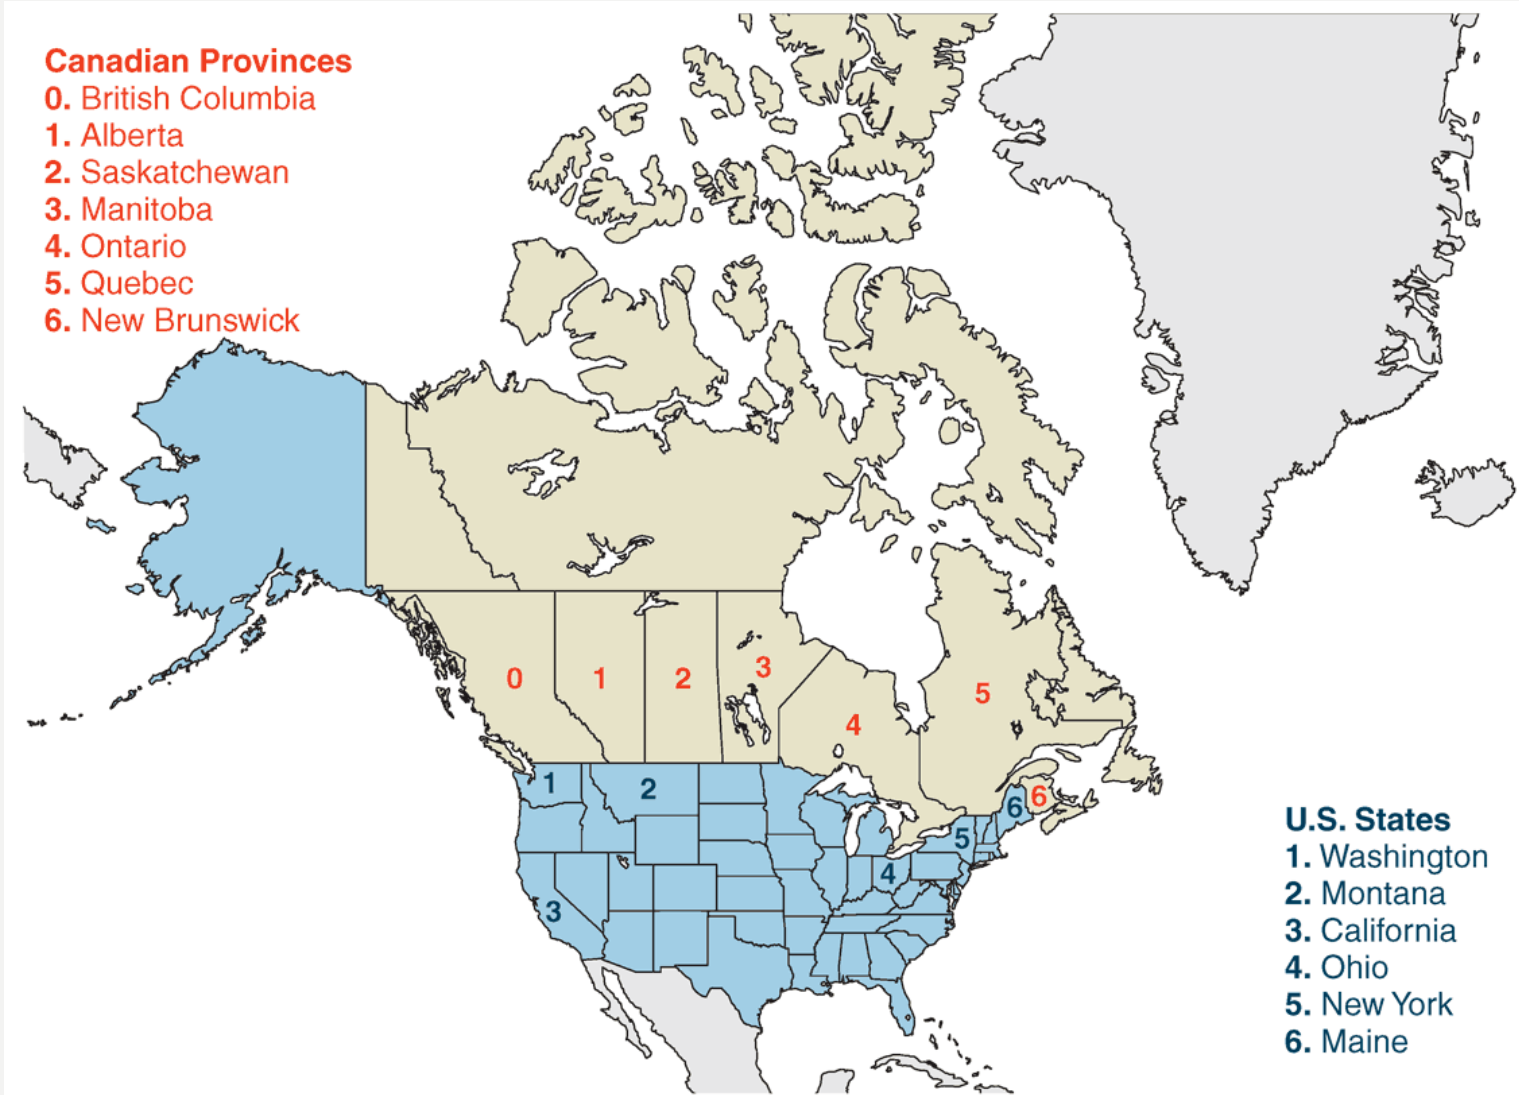 Canadian Provinces
0. British Columbia
1. Alberta
2. Saskatchewan
3. Manitoba
4. Ontario
5. Quebec
6. New Brunswick
0
1
2
3
4
5
6
1
2
3
4
5
6
U.S. States
1. Washington
2. Montana
3. California
4. Ohio
5. New York
6. Maine